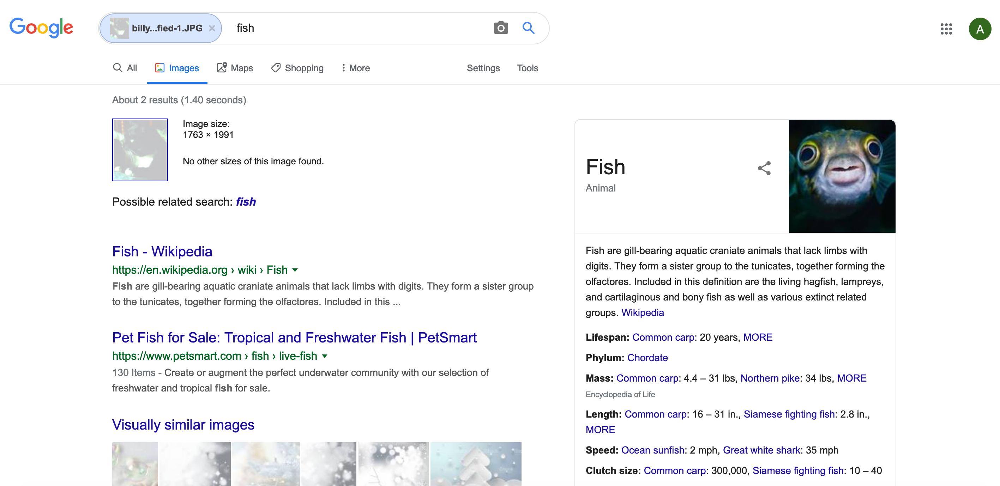 Google
billy...fied-1.JPG × fish
A
All Images Maps Shopping More Settings Tools
About 2 results (1.40 seconds)
Image size:
1763 × 1991
No other sizes of this image found.
Possible related search: fish
Fish - Wikipedia
https://en.wikipedia.org › wiki › Fish
Fish are gill-bearing aquatic craniate animals that lack limbs with digits. They form a sister group
to the tunicates, together forming the olfactores. Included in this ...
Pet Fish for Sale: Tropical and Freshwater Fish | PetSmart
https://www.petsmart.com › fish › live-fish
130 Items - Create or augment the perfect underwater community with our selection of
freshwater and tropical fish for sale.
Visually similar images
Fish
Animal
Fish are gill-bearing aquatic craniate animals that lack limbs with
digits. They form a sister group to the tunicates, together forming the
olfactores. Included in this definition are the living hagfish, lampreys,
and cartilaginous and bony fish as well as various extinct related
groups. Wikipedia
Lifespan: Common carp: 20 years, MORE
Phylum: Chordate
Mass: Common carp: 4.4 – 31 lbs, Northern pike: 34 lbs, MORE
Encyclopedia of Life
Length: Common carp: 16 – 31 in., Siamese fighting fish: 2.8 in.,
MORE
Speed: Ocean sunfish: 2 mph, Great white shark: 35 mph
Clutch size: Common carp: 300,000, Siamese fighting fish: 10 – 40